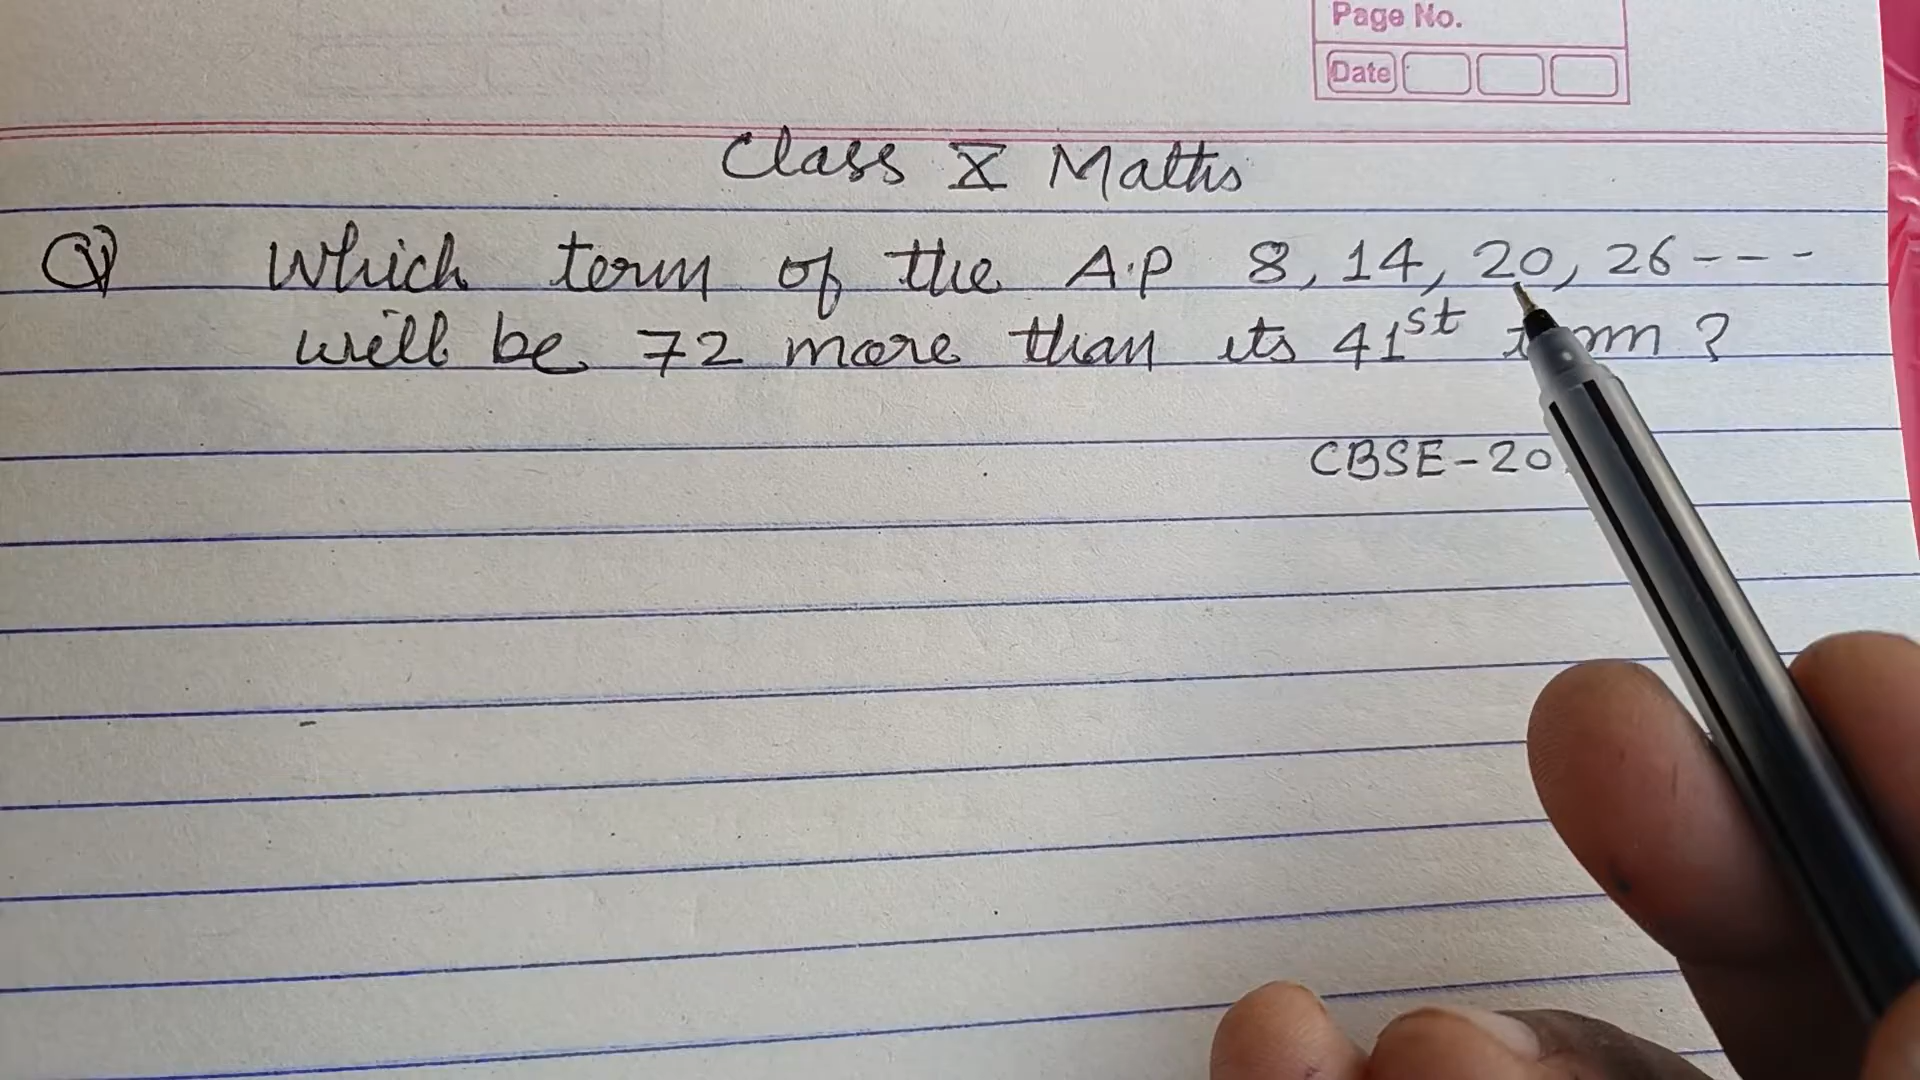 Page No.
Date
Class X Maths
Q) Which term of the A.P 8, 14, 20, 26 - - -
will be 72 more than its 41st term ?
CBSE - 20